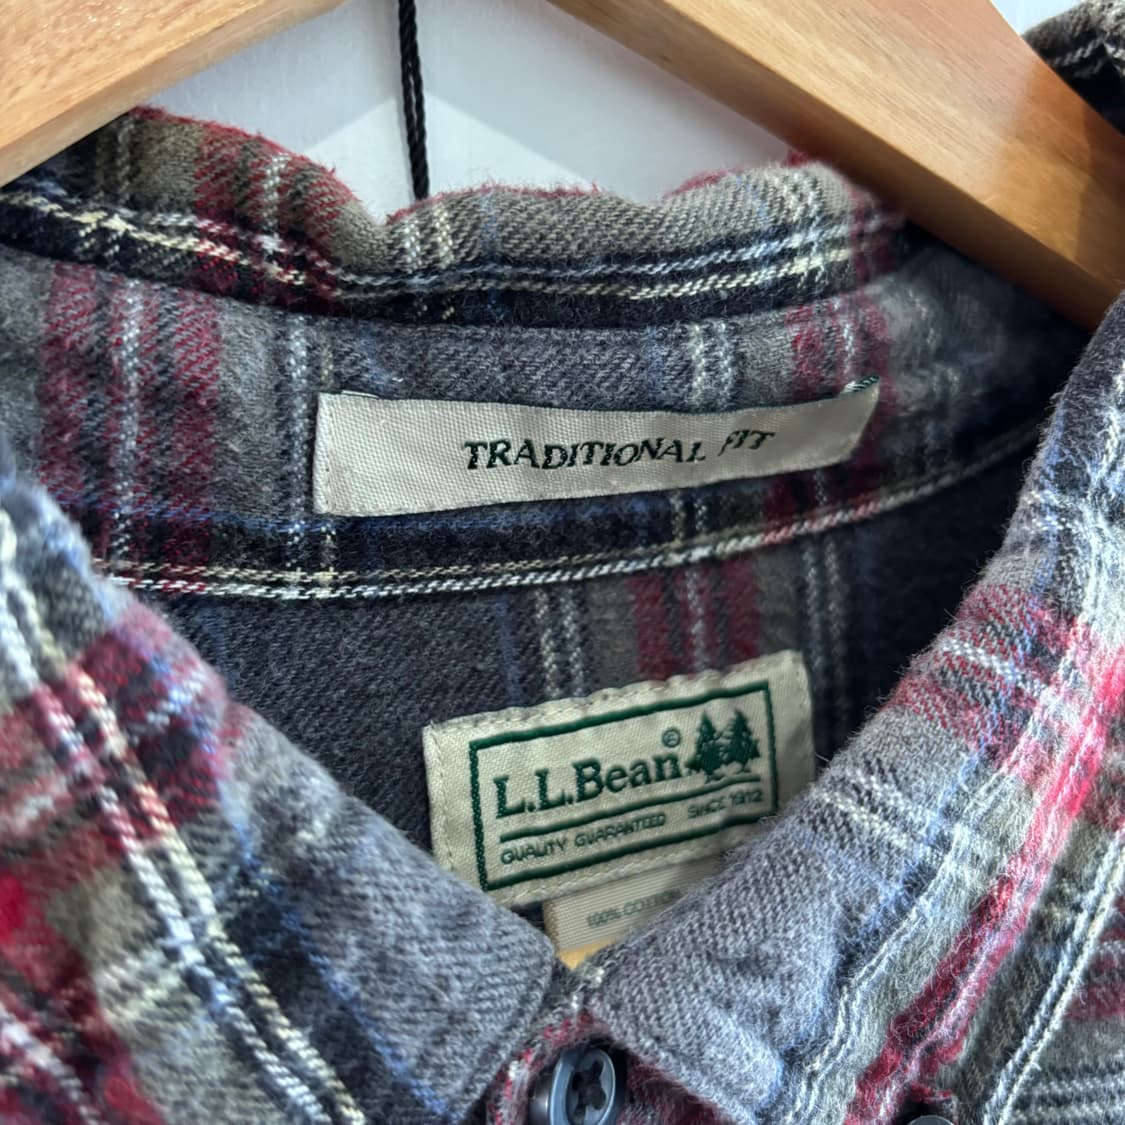 TRADITIONAL FIT
L.L.Bean®
QUALITY GUARANTEED SINCE 1912
100% COTTON